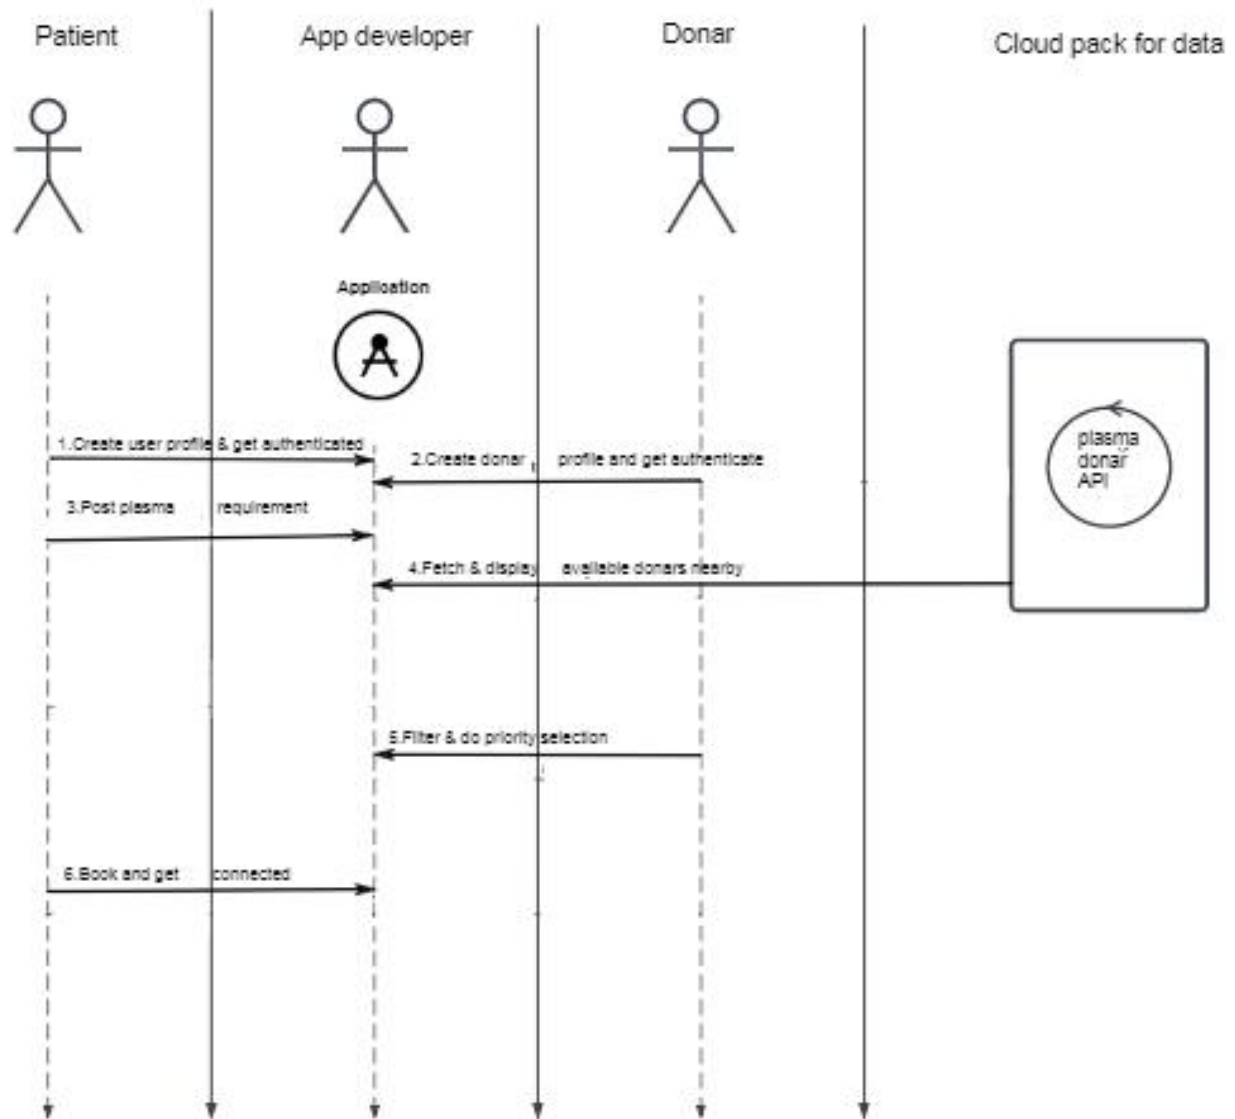 Patient
App developer
Donar
Cloud pack for data
Application
plasma
donar
API
1.Create user profile & get authenticated
2.Create donar profile and get authenticate
3.Post plasma requirement
4.Fetch & display available donars nearby
5.Filter & do priority selection
6.Book and get connected